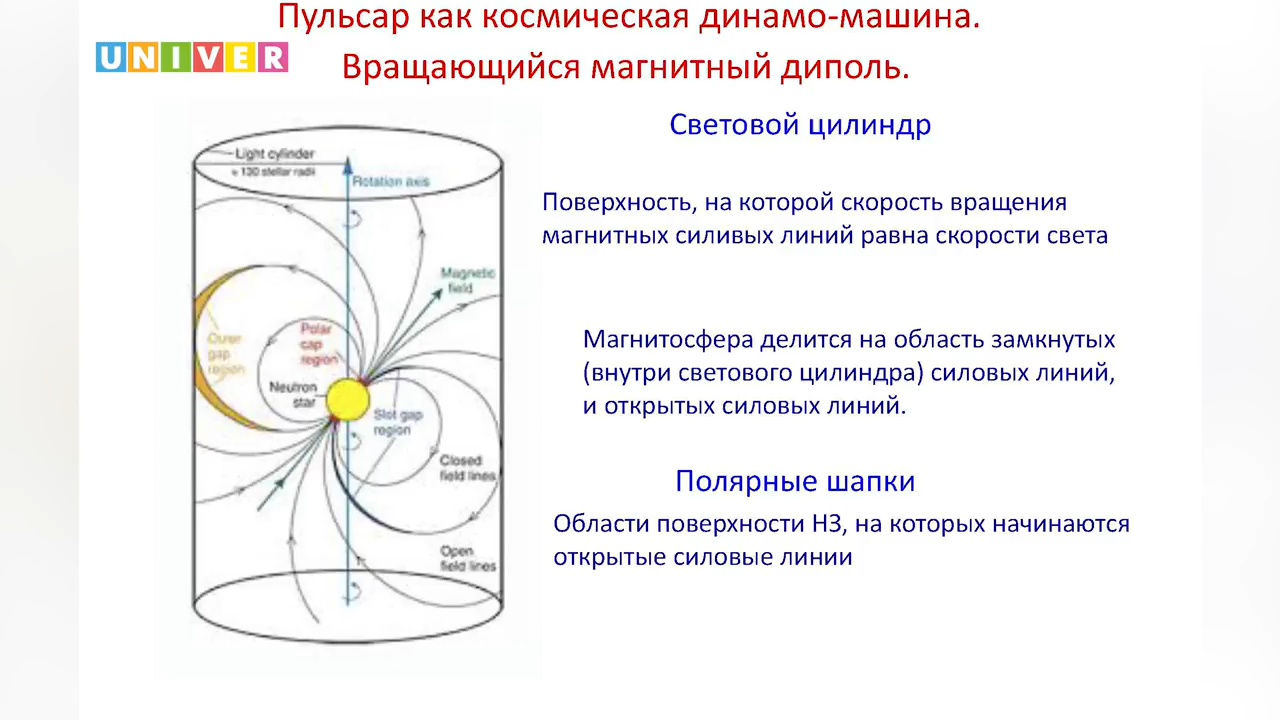 Пульсар как космическая динамо-машина.
UNIVER
Вращающийся магнитный диполь.
Световой цилиндр
Поверхность, на которой скорость вращения
магнитных силивых линий равна скорости света
Магнитосфера делится на область замкнутых
(внутри светового цилиндра) силовых линий,
и открытых силовых линий.
Полярные шапки
Области поверхности НЗ, на которых начинаются
открытые силовые линии
Light cylinder
≈ 130 stellar radii
Rotation axis
Magnetic
field
Outer
gap
region
Polar
cap
region
Neutron
star
Slot gap
region
Closed
field lines
Open
field lines